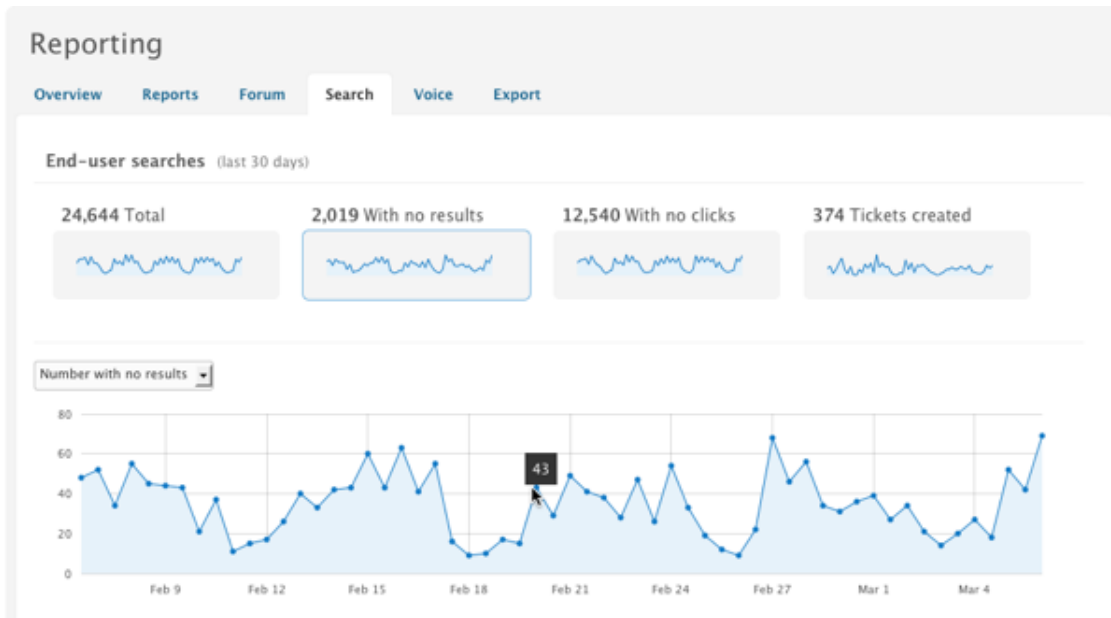 Reporting
Overview Reports Forum Search Voice Export
End-user searches (last 30 days)
24,644 Total 2,019 With no results 12,540 With no clicks 374 Tickets created
Number with no results
80
60
43
40
20
0
Feb 9 Feb 12 Feb 15 Feb 18 Feb 21 Feb 24 Feb 27 Mar 1 Mar 4